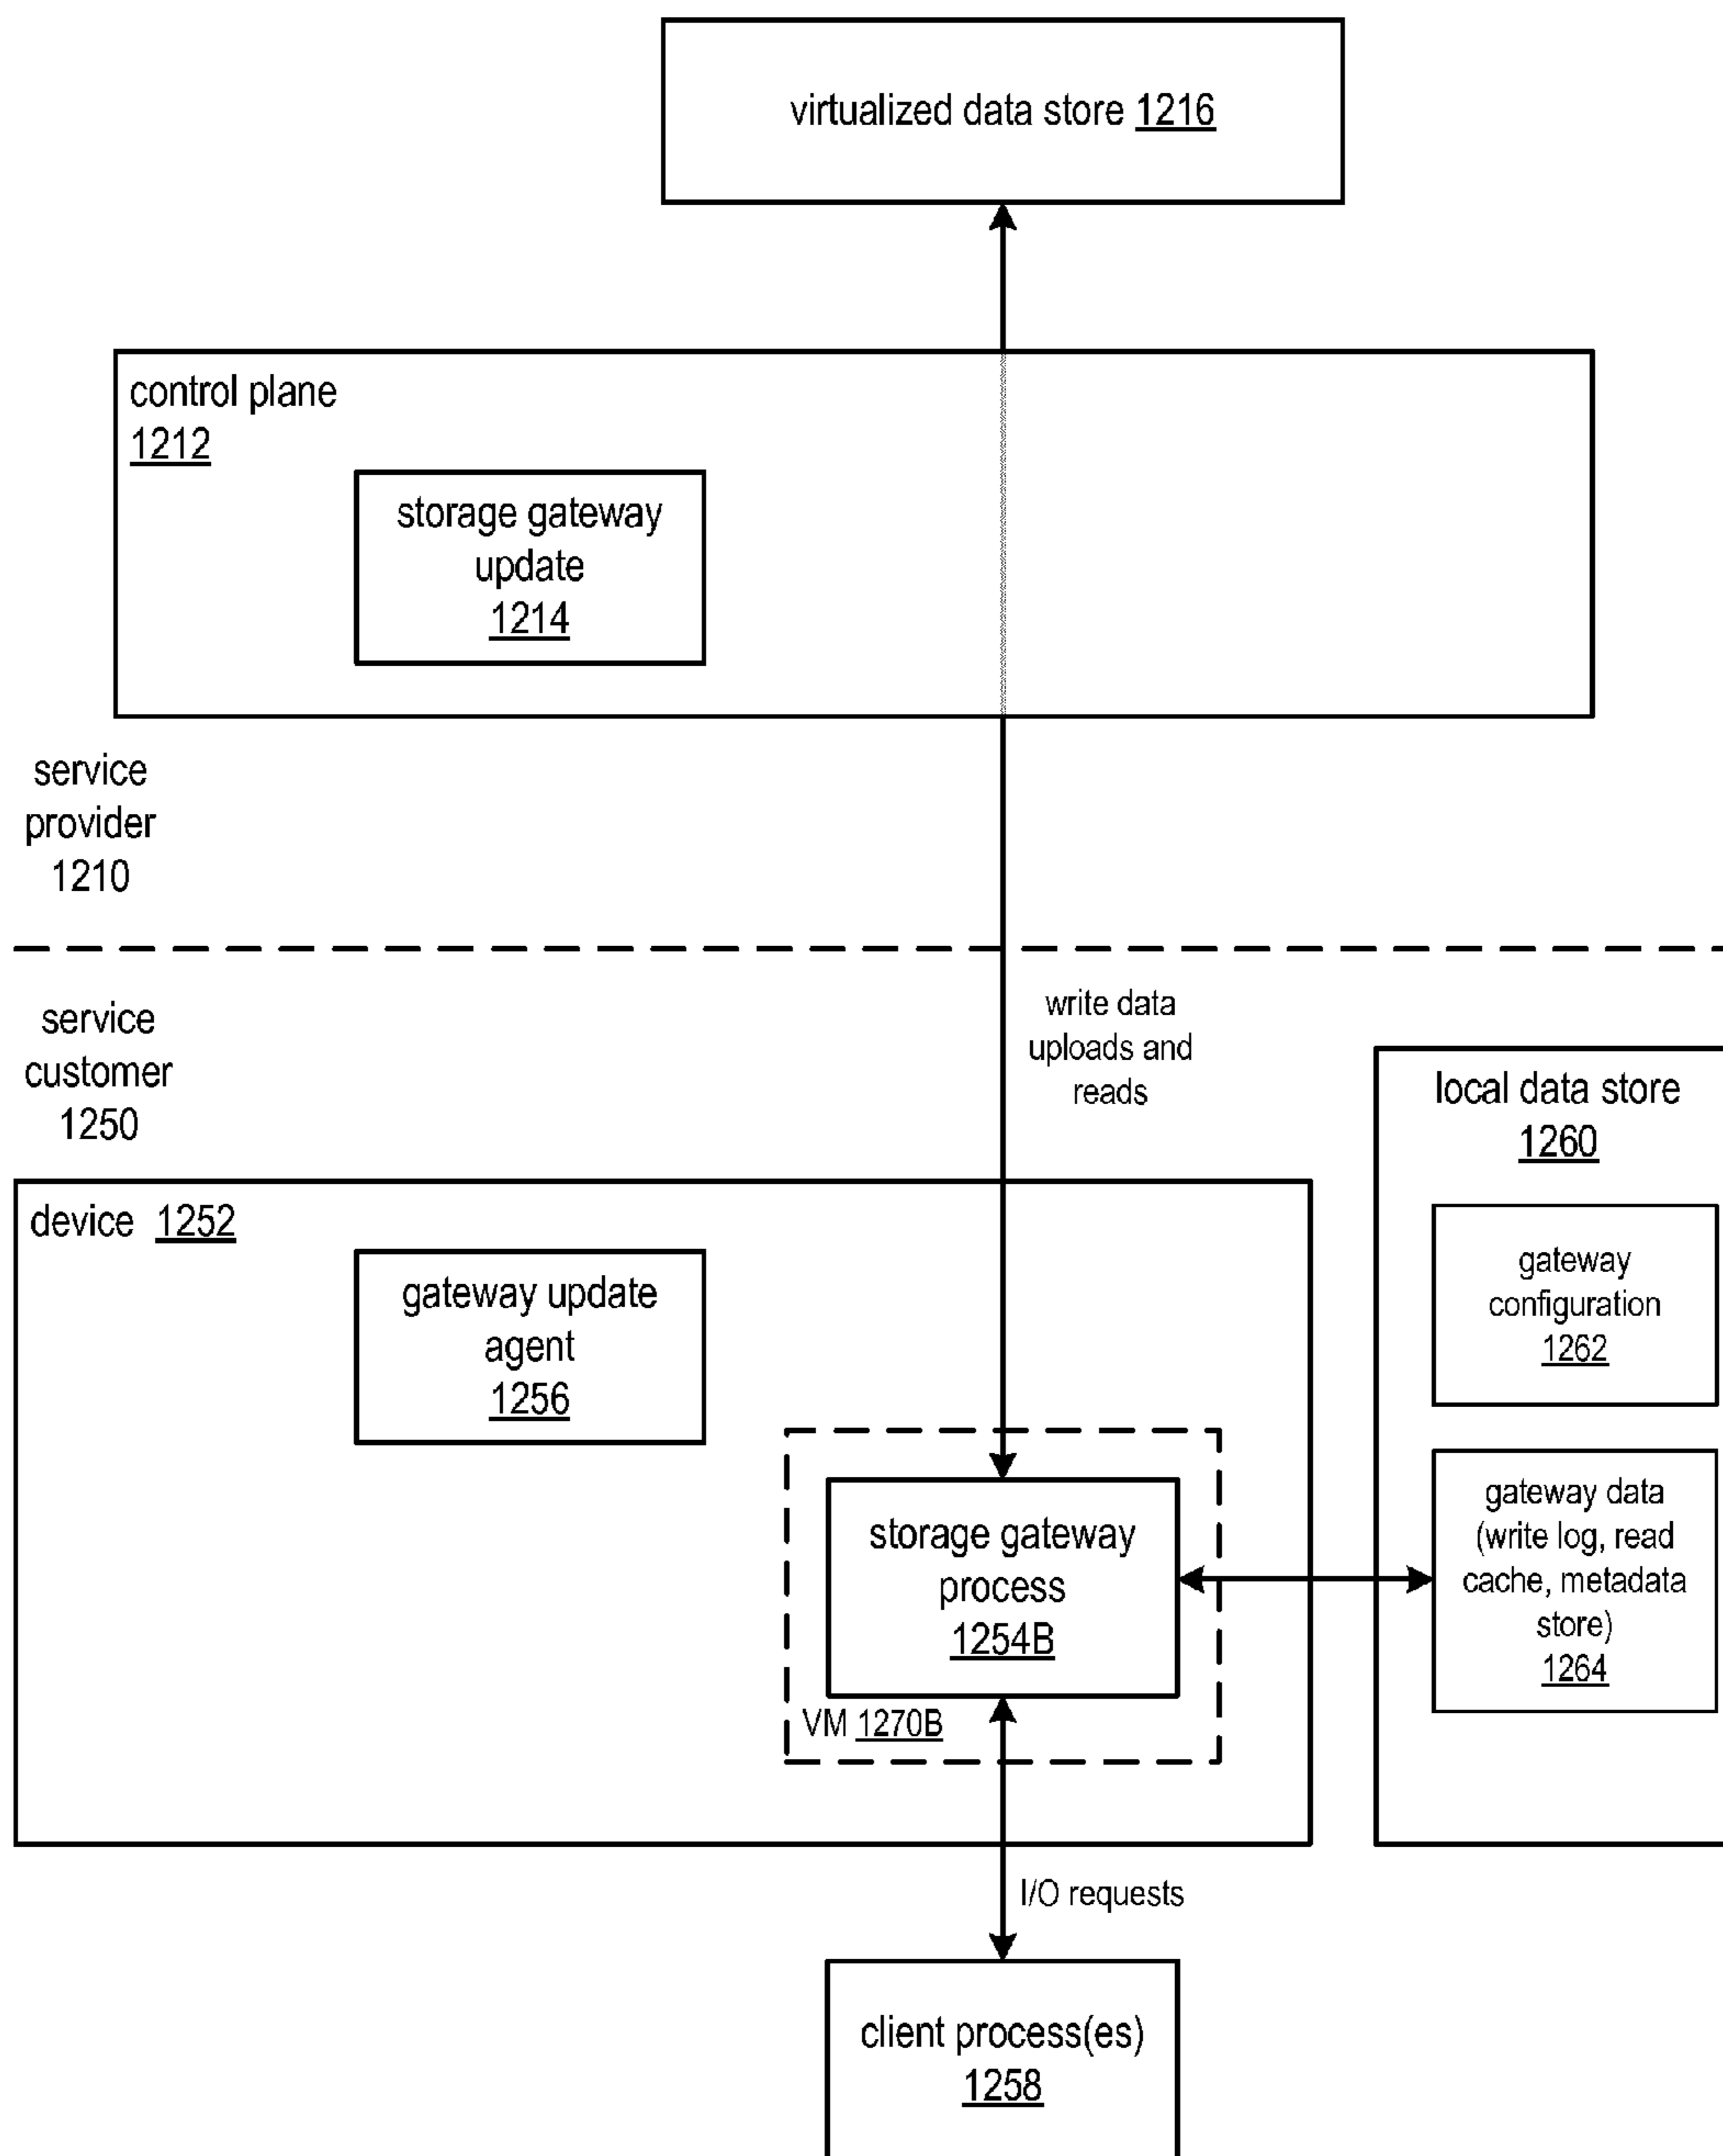 virtualized data store 1216
control plane
1212
storage gateway
update
1214
service
provider
1210
service
customer
1250
write data
uploads and
reads
local data store
1260
device 1252
gateway update
agent
1256
gateway
configuration
1262
storage gateway
process
1254B
VM 1270B
gateway data
(write log, read
cache, metadata
store)
1264
I/O requests
client process(es)
1258